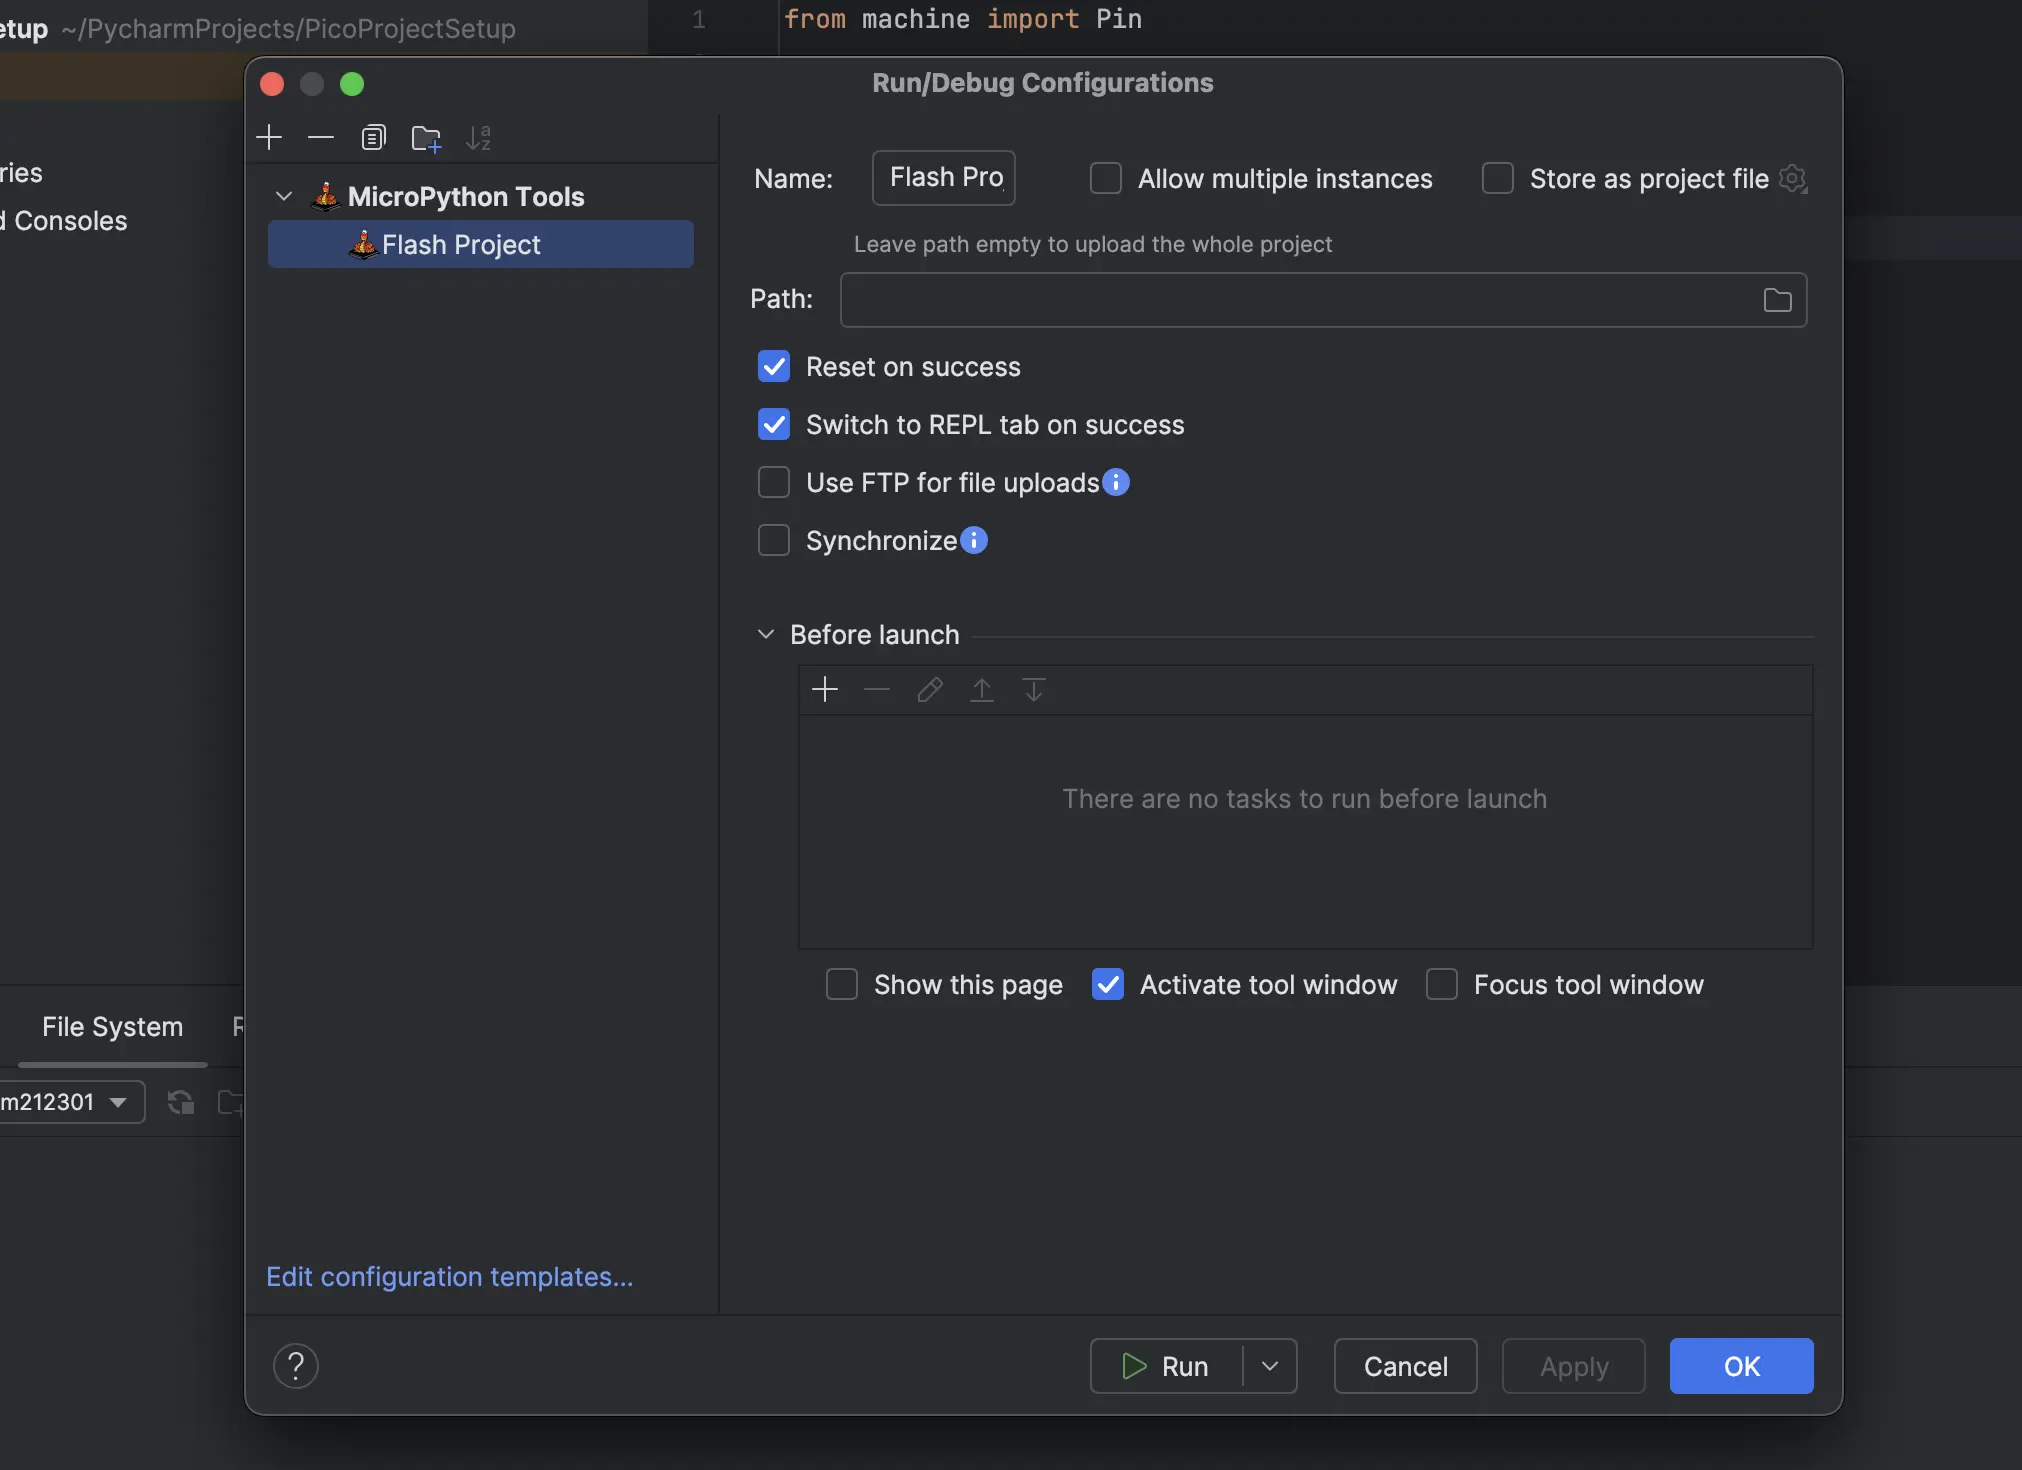 etup ~/PycharmProjects/PicoProjectSetup
1 from machine import Pin
Run/Debug Configurations
ries
d Consoles
MicroPython Tools
Flash Project
Name: Flash Pro Allow multiple instances Store as project file
Leave path empty to upload the whole project
Path:
Reset on success
Switch to REPL tab on success
Use FTP for file uploads
Synchronize
Before launch
There are no tasks to run before launch
Show this page Activate tool window Focus tool window
File System R
m212301
Edit configuration templates...
? Run Cancel Apply OK